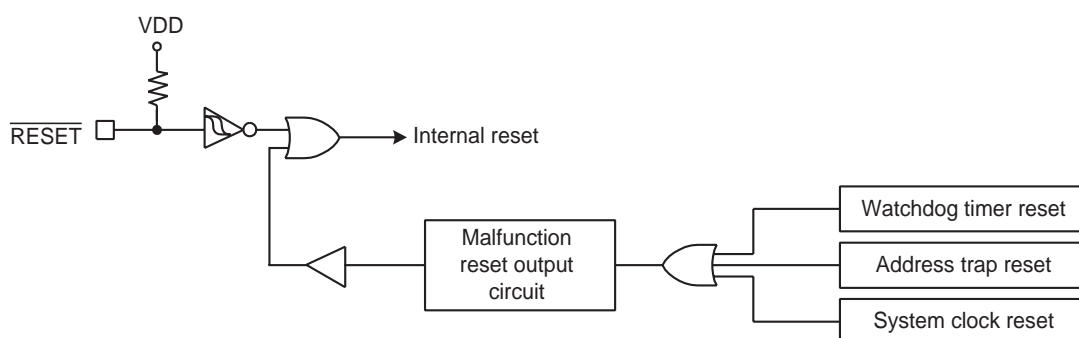 VDD
RESET
Internal reset
Watchdog timer reset
Malfunction
reset output
circuit
Address trap reset
System clock reset